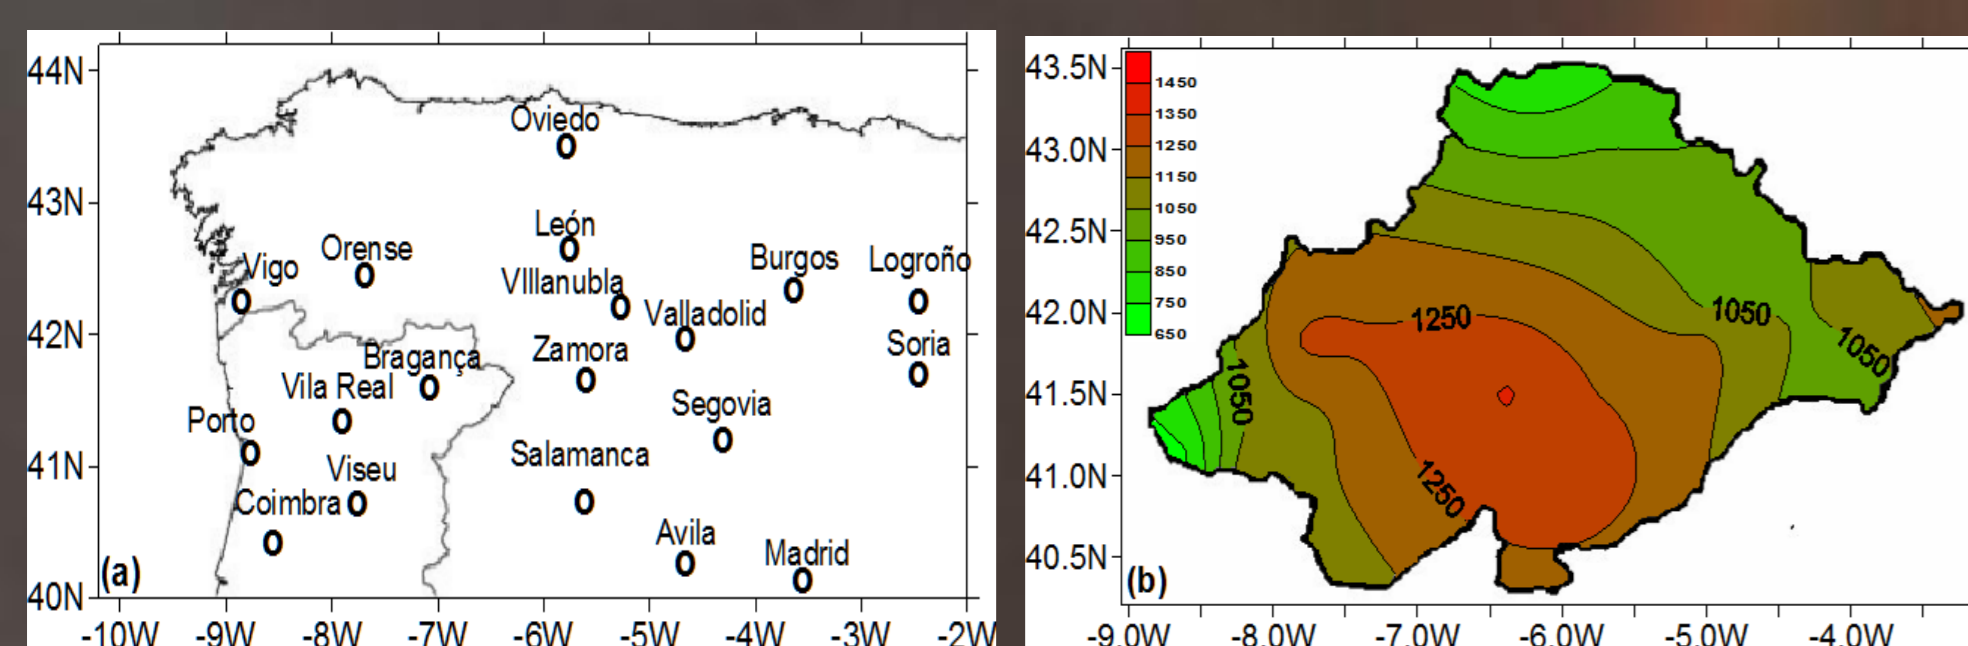 44N
43N
42N
41N
40N
-10W -9W -8W -7W -6W -5W -4W -3W -2W
Oviedo
León
Orense
Vigo
VIllanubla
Burgos
Logroño
Valladolid
Zamora
Soria
Bragança
Vila Real
Segovia
Porto
Salamanca
Viseu
Coimbra
Avila
Madrid
(a)
43.5N
43.0N
42.5N
42.0N
41.5N
41.0N
40.5N
-9.0W -8.0W -7.0W -6.0W -5.0W -4.0W
1450
1350
1250
1150
1050
950
850
750
650
1250
1050
1050
1050
1250
(b)